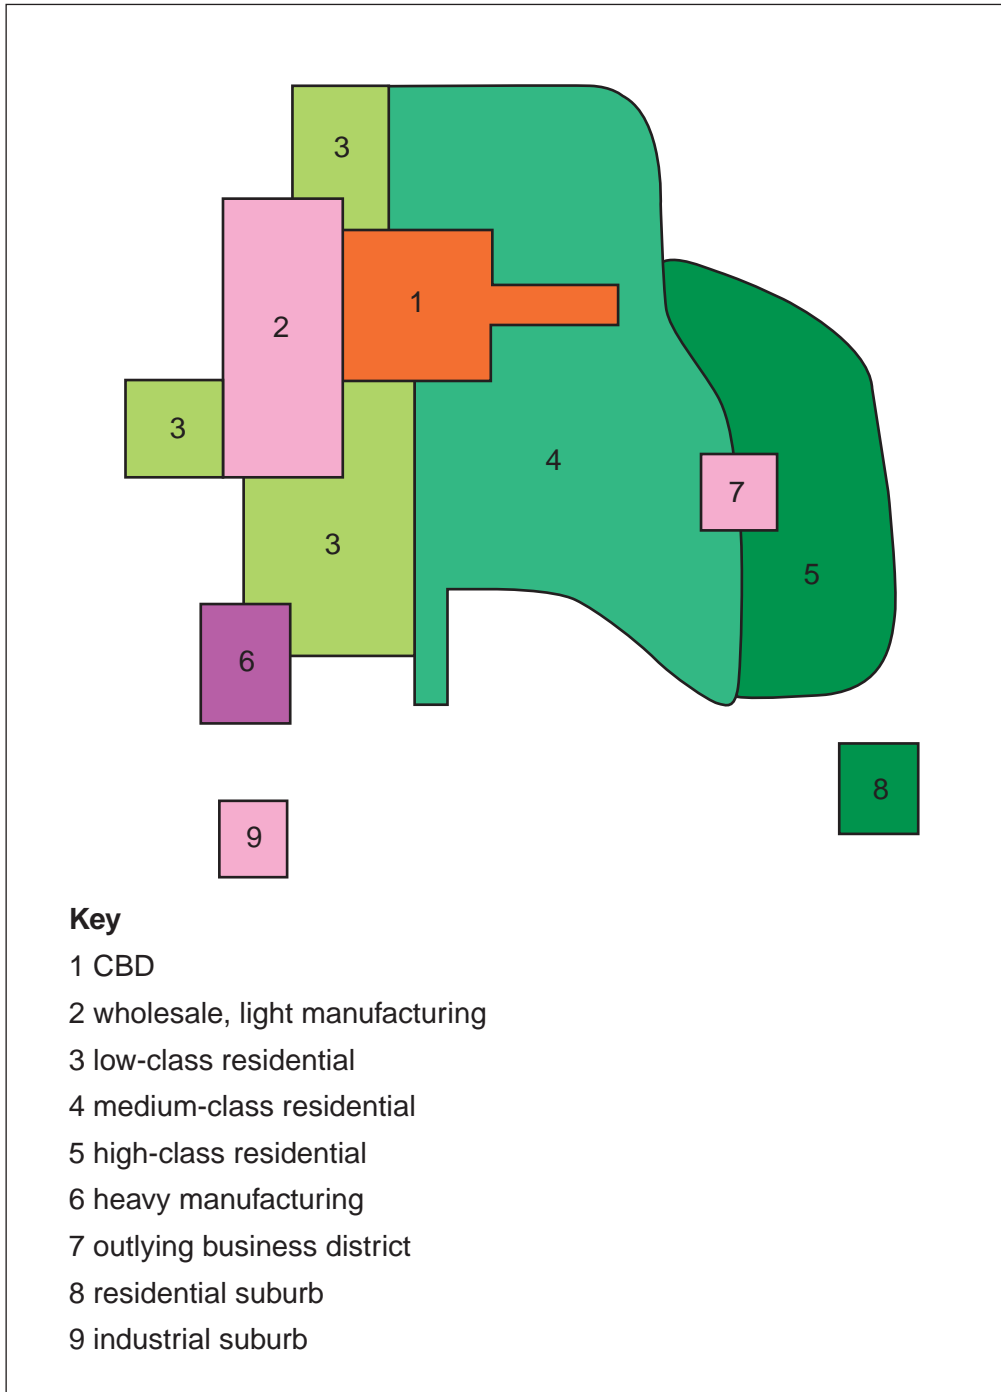 3
1
2
3
4
7
3
5
6
8
9
Key
1 CBD
2 wholesale, light manufacturing
3 low-class residential
4 medium-class residential
5 high-class residential
6 heavy manufacturing
7 outlying business district
8 residential suburb
9 industrial suburb